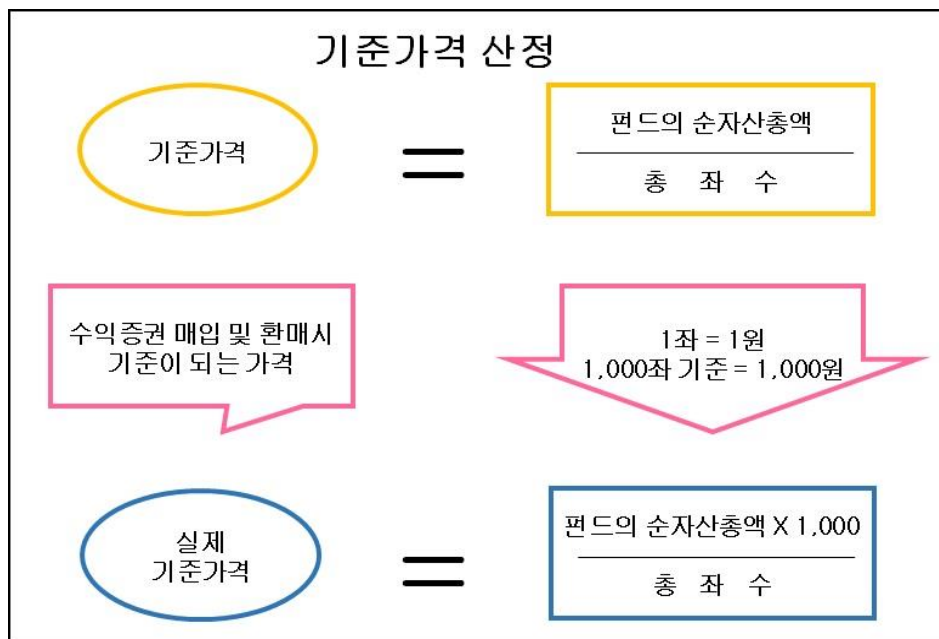 기준가격 산정
기준가격
=
펀드의 순자산총액
총 좌 수
수익증권 매입 및 환매시
기준이 되는 가격
1좌 = 1원
1,000좌 기준 = 1,000원
실제
기준가격
=
펀드의 순자산총액 X 1,000
총 좌 수